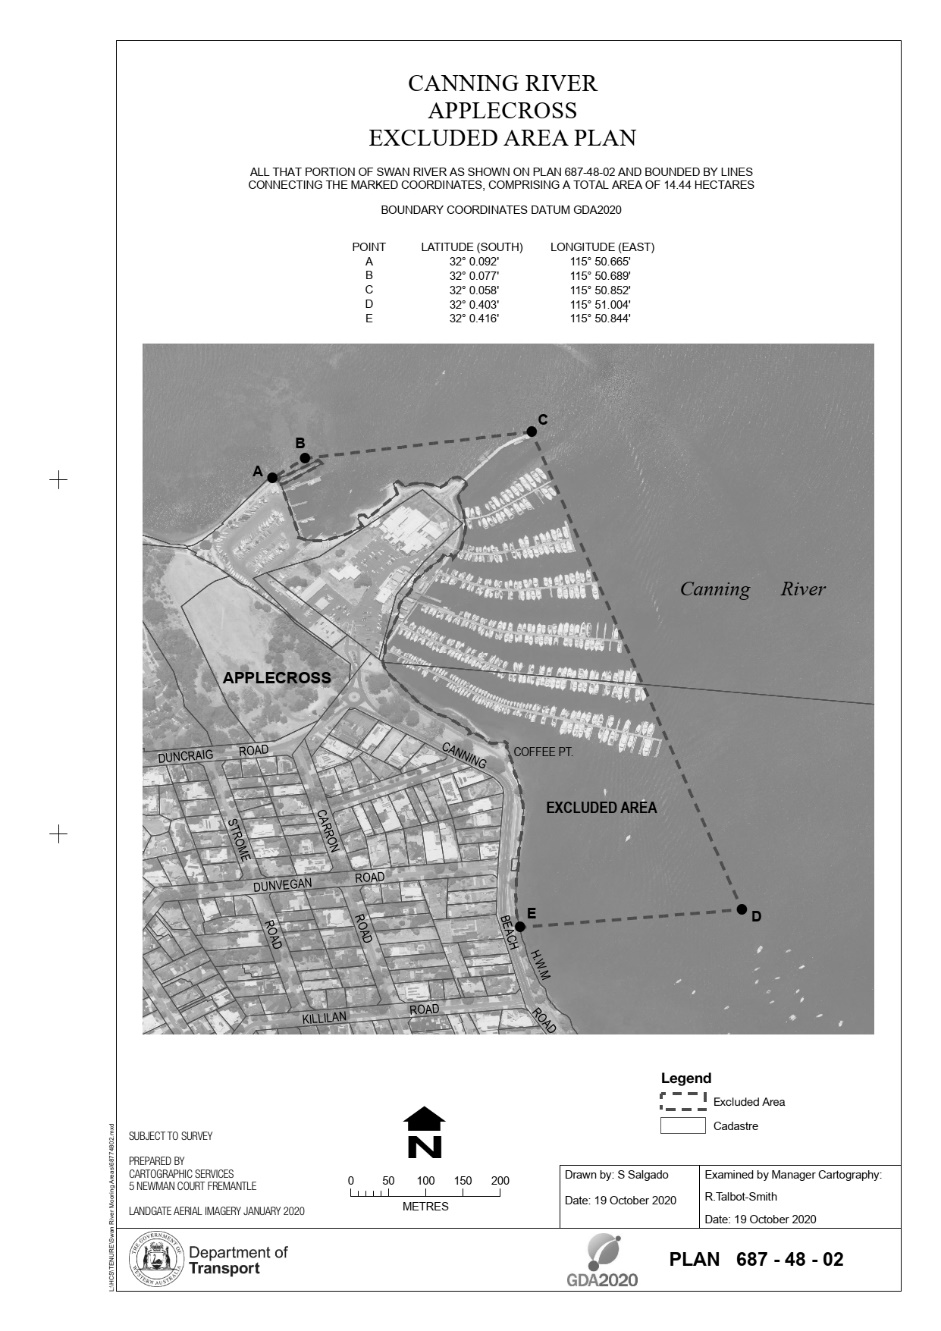 CANNING RIVER
APPLECROSS
EXCLUDED AREA PLAN
ALL THAT PORTION OF SWAN RIVER AS SHOWN ON PLAN 687-48-02 AND BOUNDED BY LINES
CONNECTING THE MARKED COORDINATES, COMPRISING A TOTAL AREA OF 14.44 HECTARES
BOUNDARY COORDINATES DATUM GDA2020
POINT LATITUDE (SOUTH) LONGITUDE (EAST)
A 32° 0.092' 115° 50.665'
B 32° 0.077' 115° 50.689'
C 32° 0.058' 115° 50.852'
D 32° 0.403' 115° 51.004'
E 32° 0.416' 115° 50.844'
C
B
A
Canning River
APPLECROSS
DUNCRAIG ROAD
CANNING
COFFEE PT.
EXCLUDED AREA
STROME
CARRON
DUNVEGAN ROAD
E
D
ROAD
ROAD
BEACH
H.W.M
KILLILAN ROAD
ROAD
Legend
Excluded Area
Cadastre
N
0 50 100 150 200
METRES
SUBJECT TO SURVEY
PREPARED BY
CARTOGRAPHIC SERVICES
5 NEWMAN COURT FREMANTLE
LANDGATE AERIAL IMAGERY JANUARY 2020
Drawn by: S Salgado
Date: 19 October 2020
Examined by Manager Cartography:
R.Talbot-Smith
Date: 19 October 2020
THE GOVERNMENT OF
WESTERN AUSTRALIA
Department of
Transport
GDA2020
PLAN 687 - 48 - 02